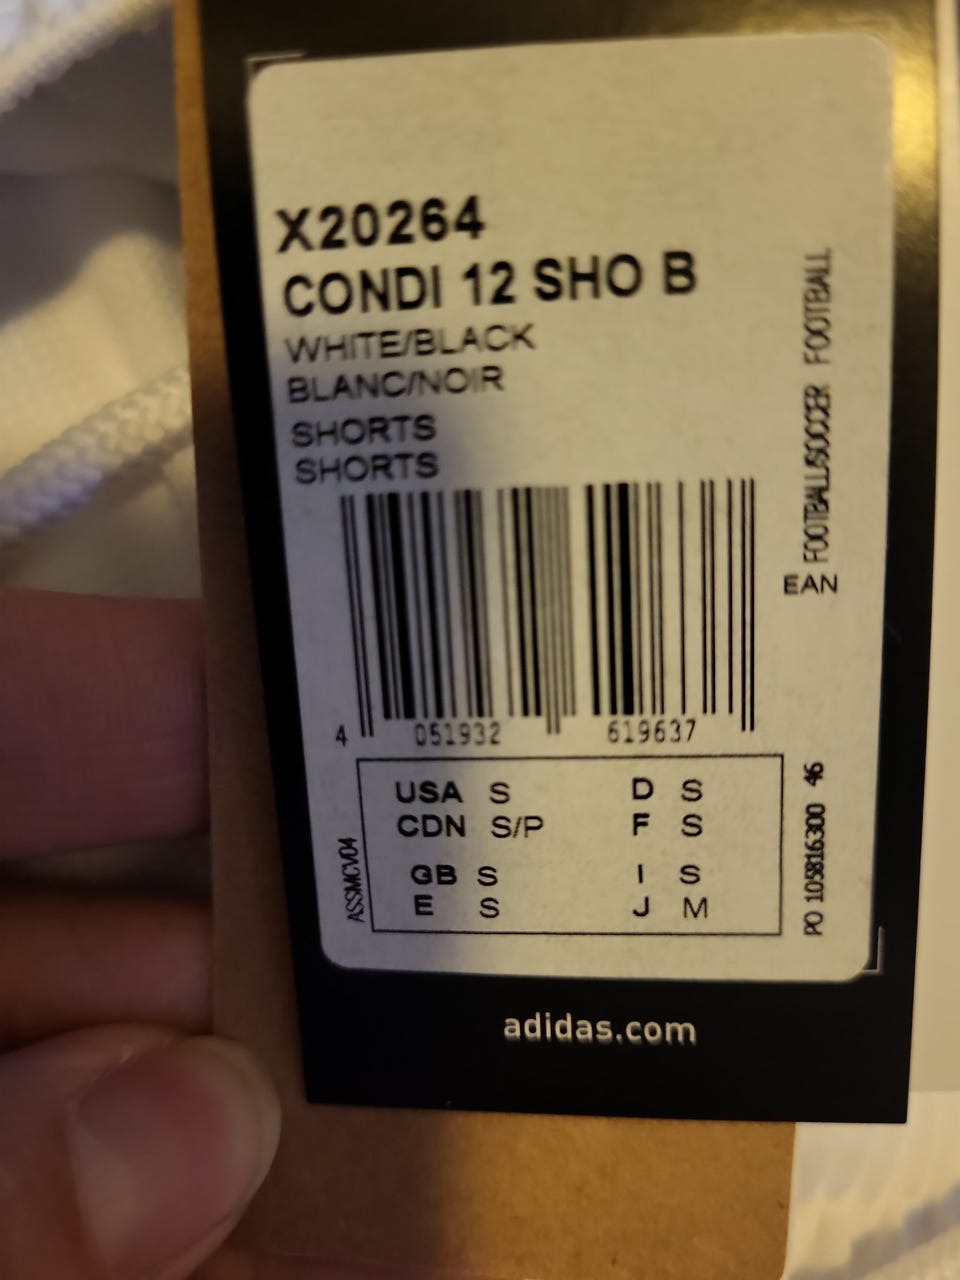 X20264
CONDI 12 SHO B
WHITE/BLACK
BLANC/NOIR
SHORTS
SHORTS
FOOTBALL/SOCCER FOOTBALL
EAN
4 051932 619637
USA S D S
CDN S/P F S
GB S I S
E S J M
ASSMCV04
PO 105816300 46
adidas.com